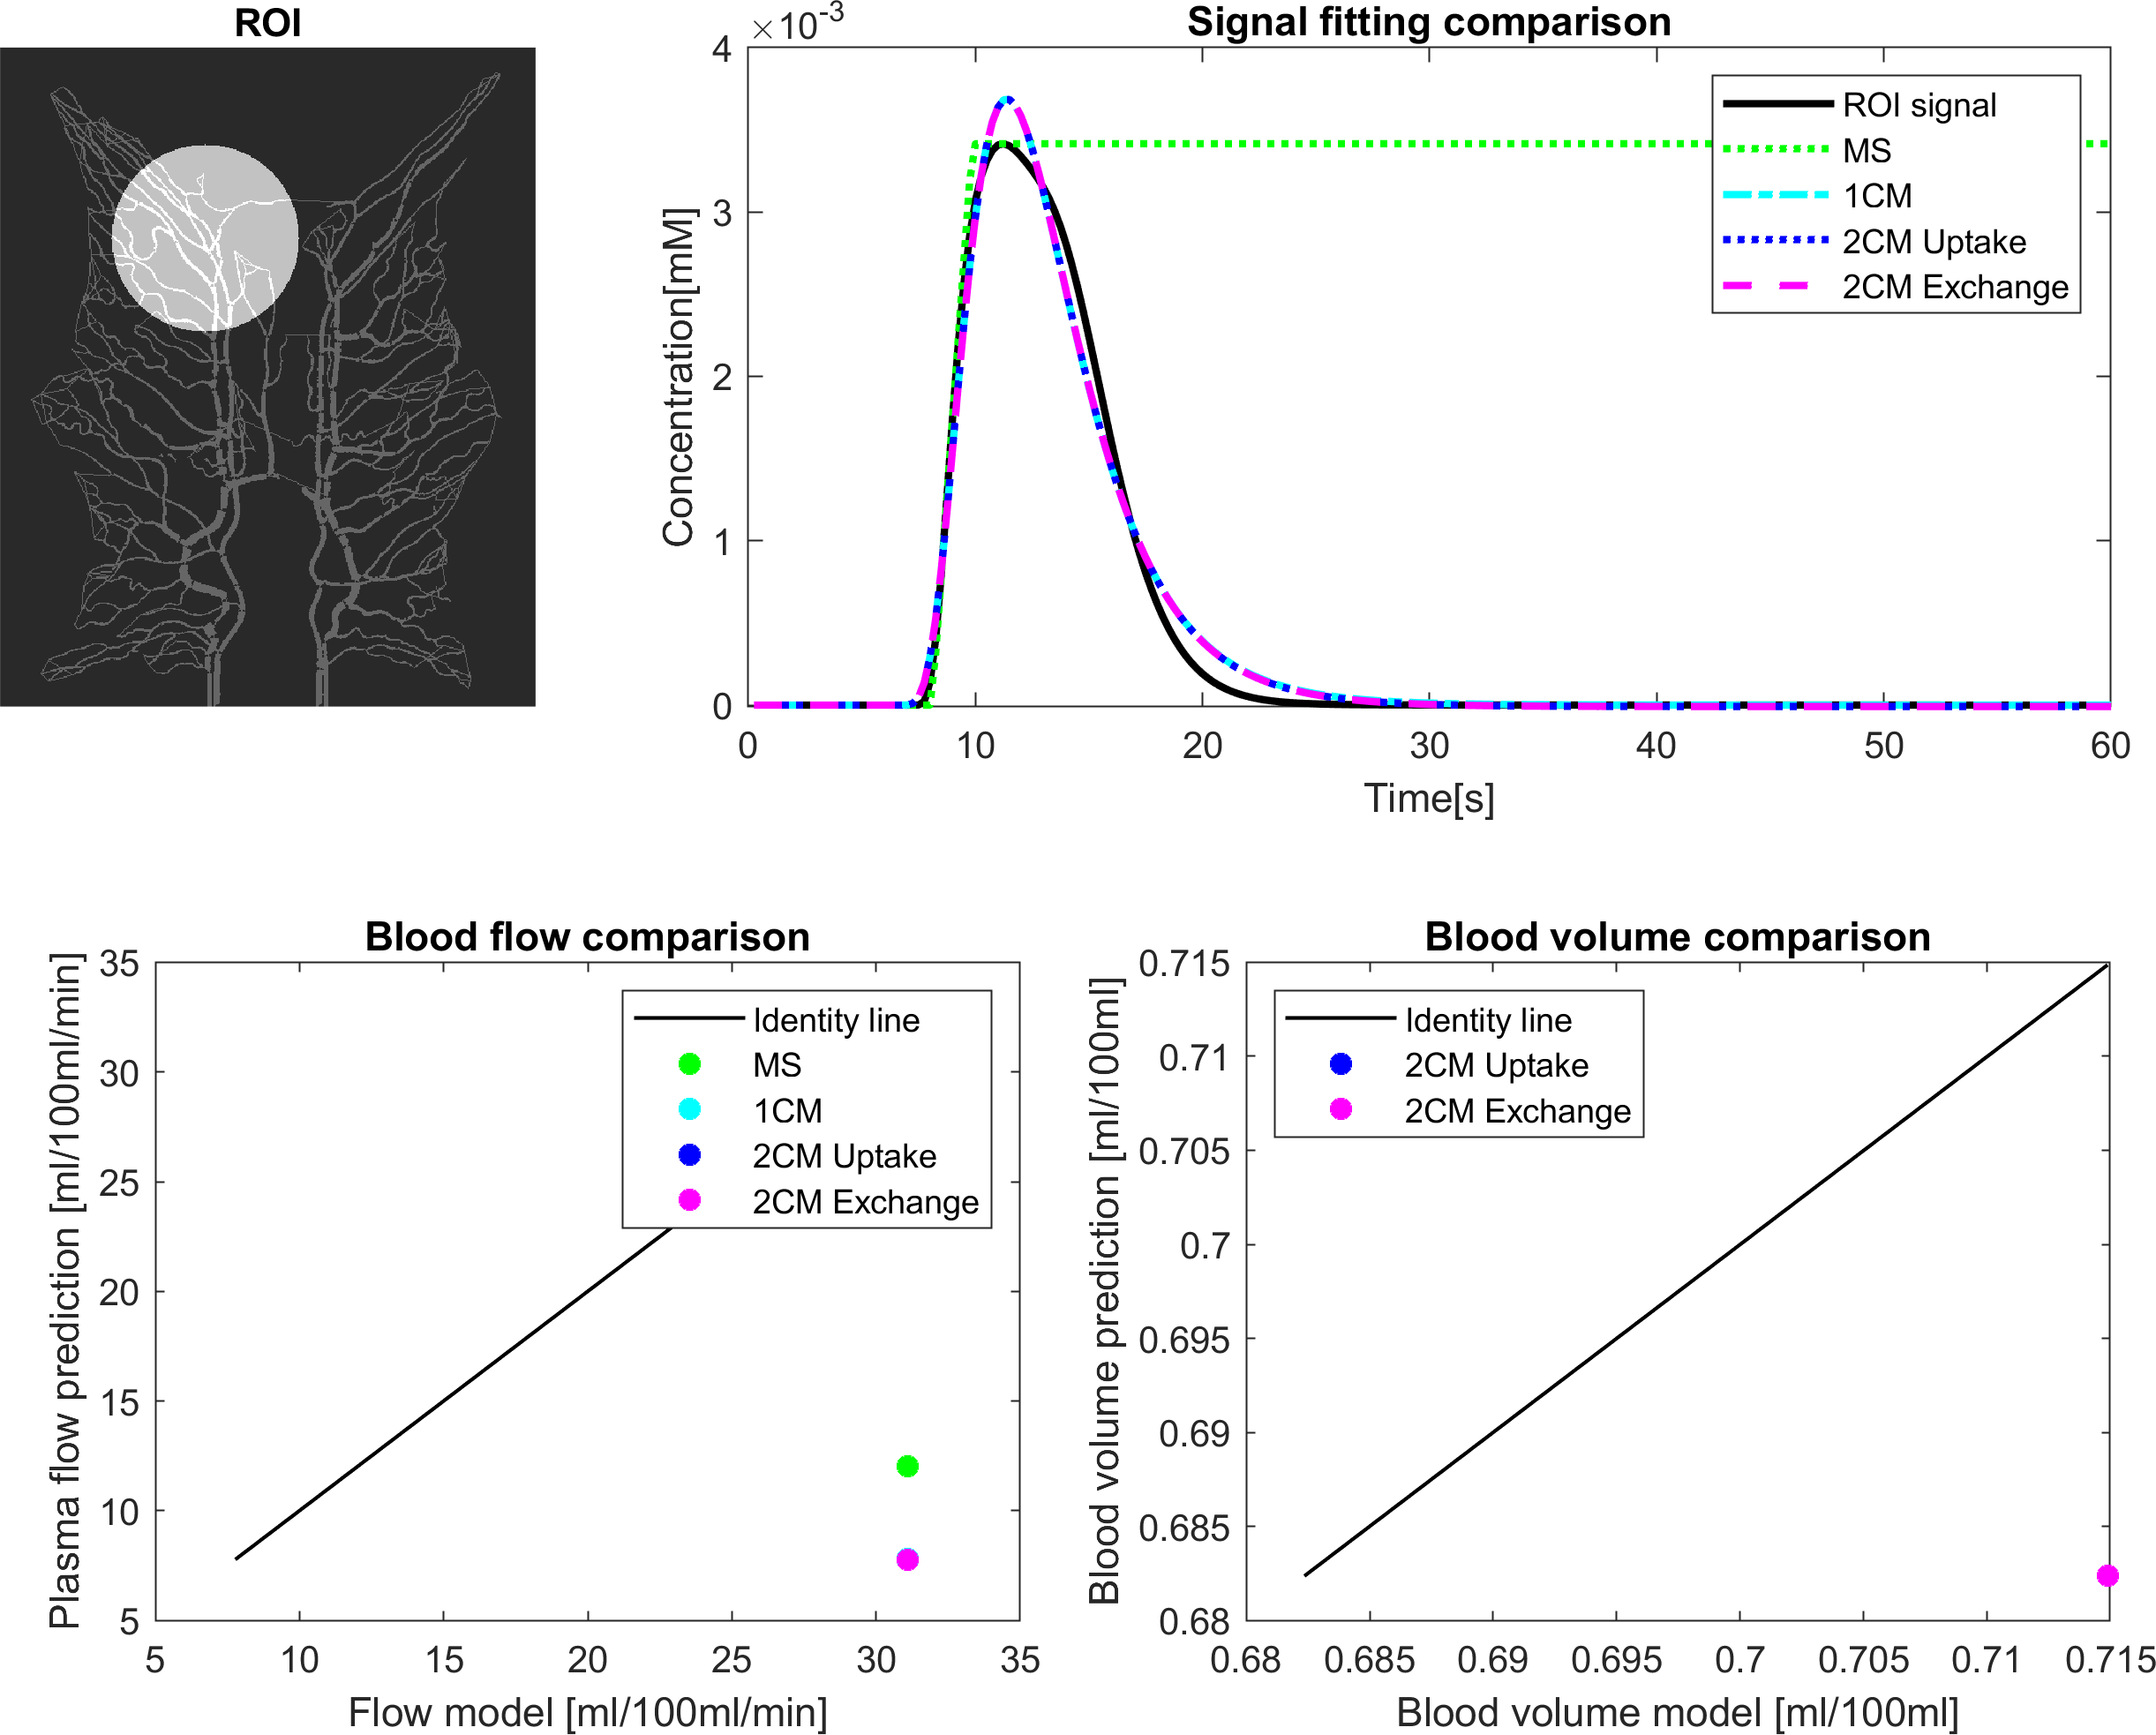 ROI
Signal fitting comparison
×10-3
4
3
2
1
0
Concentration[mM]
0 10 20 30 40 50 60
Time[s]
ROI signal
MS
1CM
2CM Uptake
2CM Exchange
Blood flow comparison
35
30
25
20
15
10
5
Plasma flow prediction [ml/100ml/min]
5 10 15 20 25 30 35
Flow model [ml/100ml/min]
Identity line
MS
1CM
2CM Uptake
2CM Exchange
Blood volume comparison
0.715
0.71
0.705
0.7
0.695
0.69
0.685
0.68
Blood volume prediction [ml/100ml]
0.68 0.685 0.69 0.695 0.7 0.705 0.71 0.715
Blood volume model [ml/100ml]
Identity line
2CM Uptake
2CM Exchange